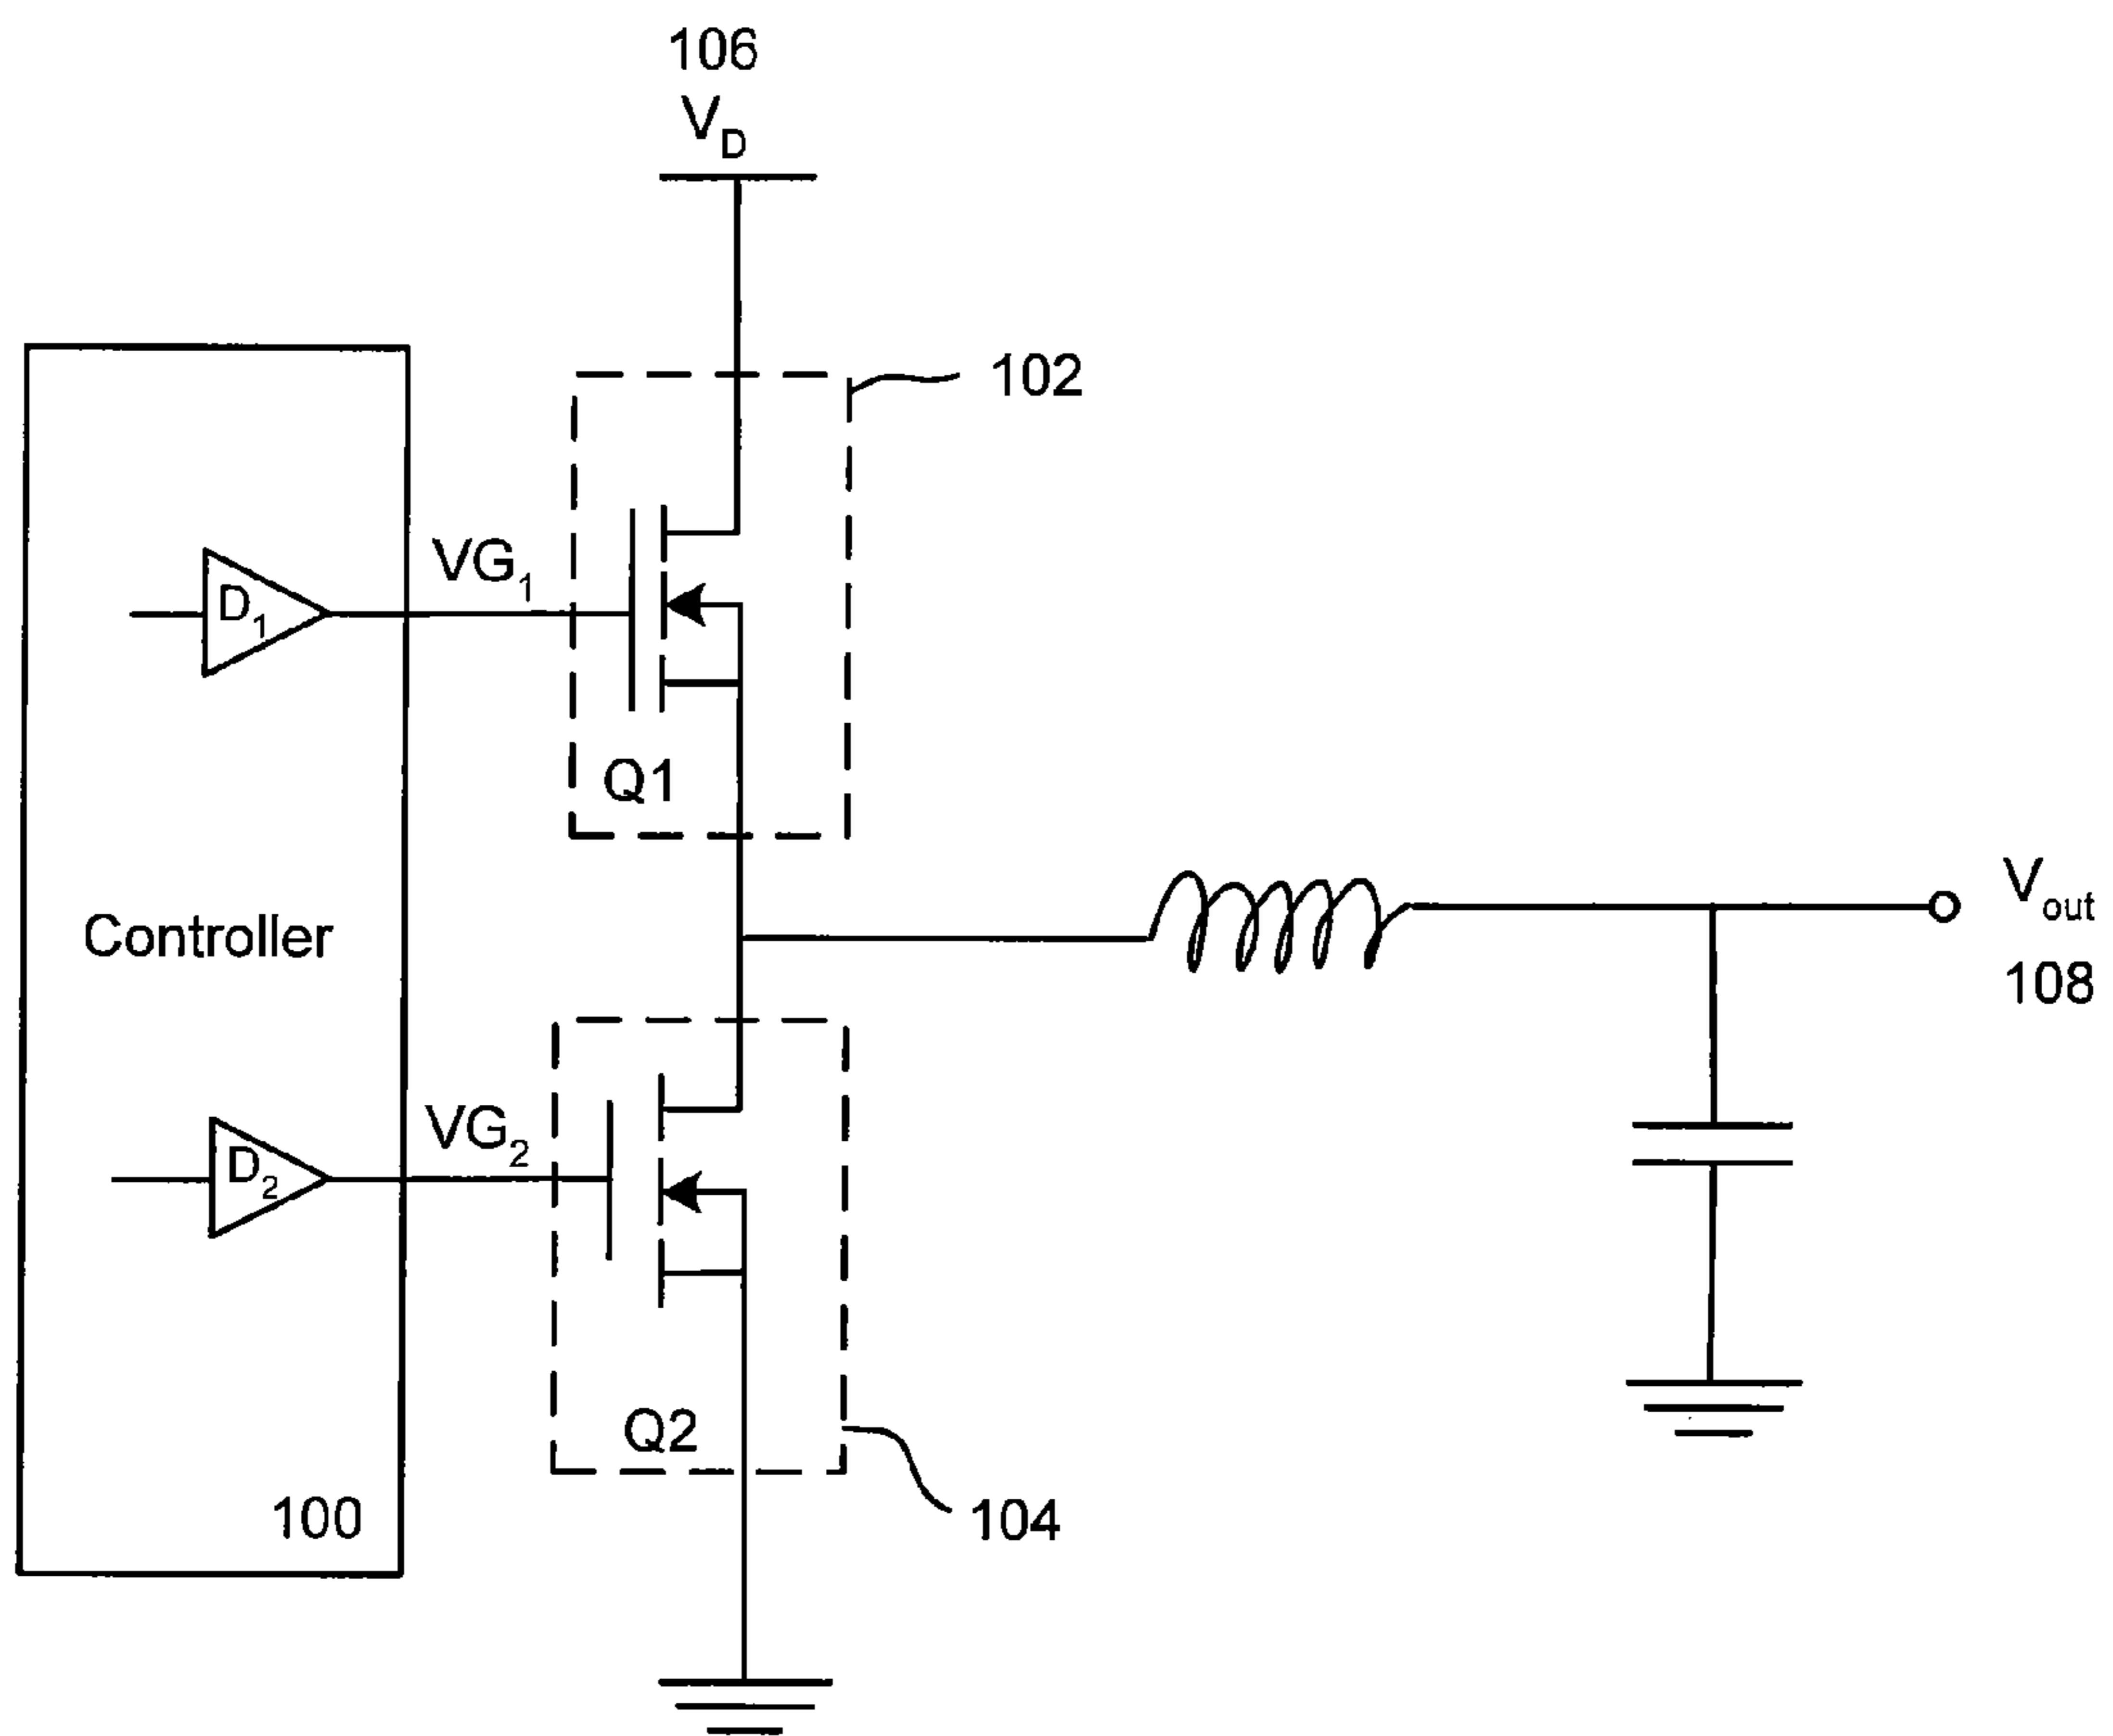 106
V_D
102
VG_1
D_1
Q1
V_out
Controller
108
VG_2
D_2
Q2
100
104